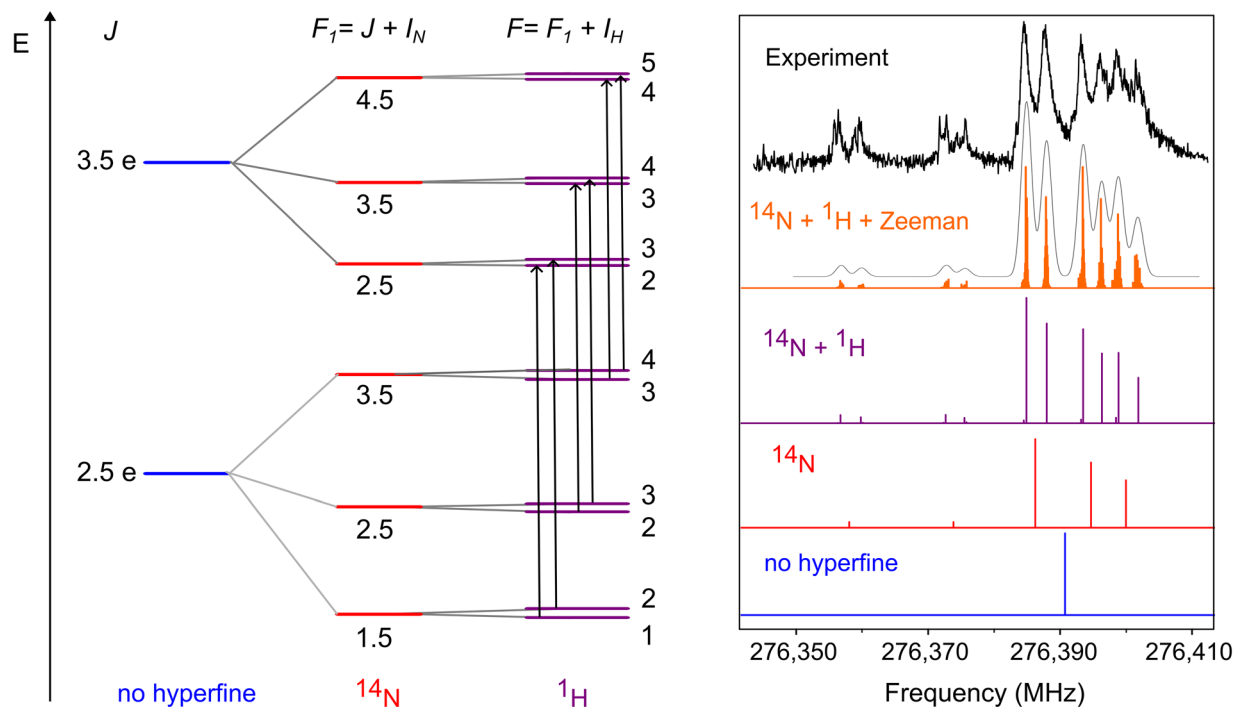 E
J
F₁= J + I_N
F= F₁ + I_H
3.5 e
2.5 e
4.5
3.5
2.5
3.5
2.5
1.5
5
4
4
3
3
2
4
3
3
2
2
1
no hyperfine
¹⁴N
¹H
Experiment
¹⁴N + ¹H + Zeeman
¹⁴N + ¹H
¹⁴N
no hyperfine
276,350 276,370 276,390 276,410
Frequency (MHz)